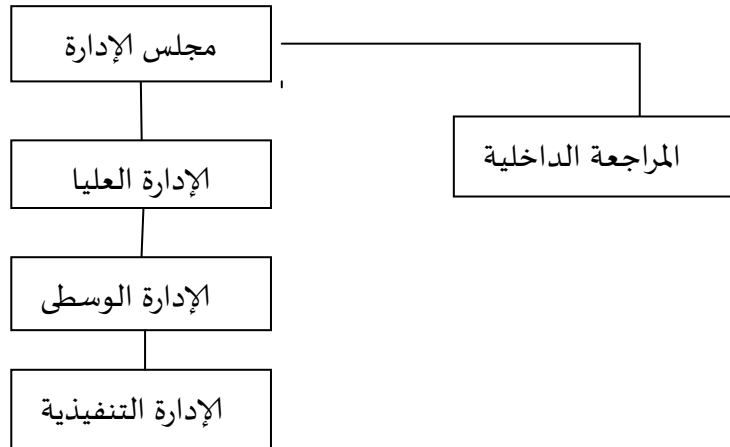 مجلس الإدارة
المراجعة الداخلية
الإدارة العليا
الإدارة الوسطى
الإدارة التنفيذية